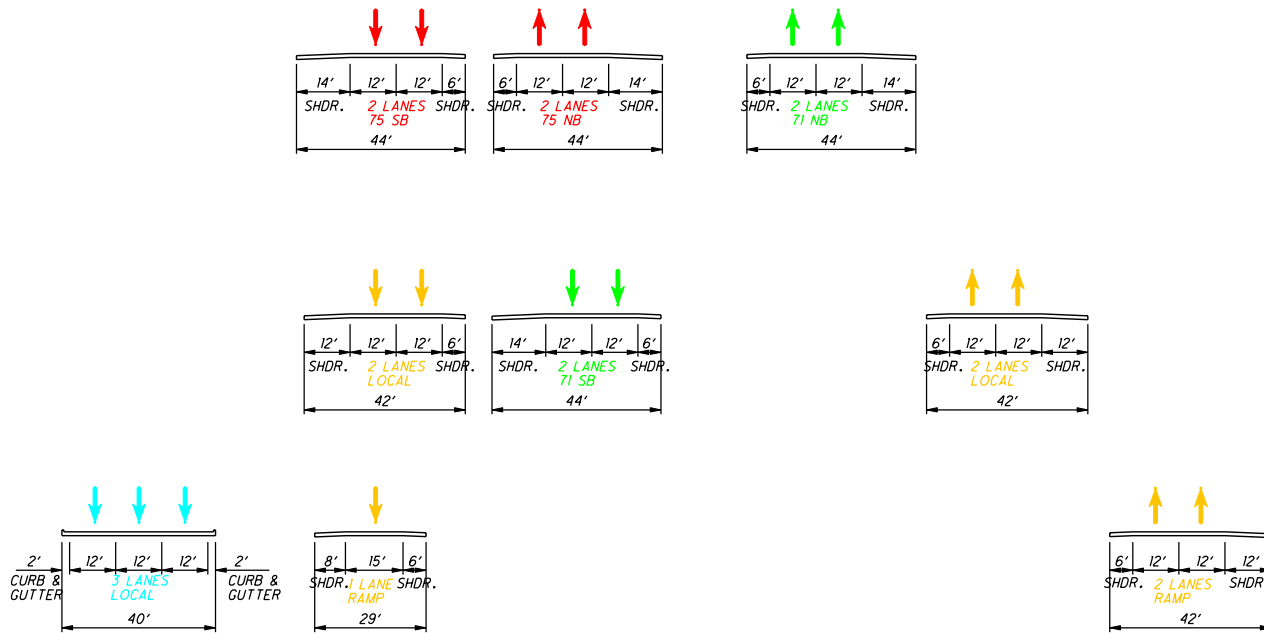 14' 12' 12' 6' 6' 12' 12' 14' 6' 12' 12' 14'
SHDR. 2 LANES SHDR. SHDR. 2 LANES SHDR. SHDR. 2 LANES SHDR.
75 SB 75 NB 71 NB
44' 44' 44'
12' 12' 12' 6' 14' 12' 12' 6' 6' 12' 12' 12'
SHDR. 2 LANES SHDR. SHDR. 2 LANES SHDR. SHDR. 2 LANES SHDR.
LOCAL 71 SB LOCAL
42' 44' 42'
2' 12' 12' 12' 2' 8' 15' 6' 6' 12' 12' 12'
CURB & 3 LANES CURB & SHDR. 1 LANE SHDR. SHDR. 2 LANES SHDR.
GUTTER LOCAL GUTTER RAMP RAMP
40' 29' 42'